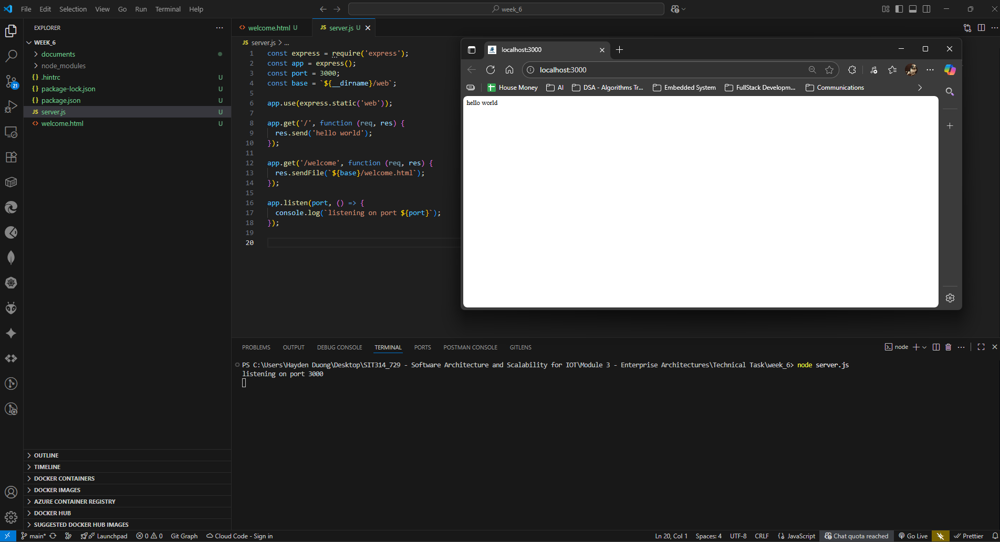 File Edit Selection View Go Run Terminal Help
week_6
EXPLORER
WEEK_6
documents
node_modules
.hintrc U
package-lock.json U
package.json U
server.js U
welcome.html U
21
OUTLINE
TIMELINE
DOCKER CONTAINERS
DOCKER IMAGES
AZURE CONTAINER REGISTRY
DOCKER HUB
SUGGESTED DOCKER HUB IMAGES
welcome.html U JS server.js U
JS server.js > ...
1 const express = require('express');
2 const app = express();
3 const port = 3000;
4 const base = `${__dirname}/web`;
5
6 app.use(express.static('web'));
7
8 app.get('/', function (req, res) {
9 res.send('hello world');
10 });
11
12 app.get('/welcome', function (req, res) {
13 res.sendFile(`${base}/welcome.html`);
14 });
15
16 app.listen(port, () => {
17 console.log(`listening on port ${port}`);
18 });
19
20
localhost:3000
localhost:3000
House Money AI DSA - Algorithms Tr... Embedded System FullStack Developm... Communications
hello world
PROBLEMS OUTPUT DEBUG CONSOLE TERMINAL PORTS POSTMAN CONSOLE GITLENS
node
PS C:\Users\Hayden Duong\Desktop\SIT314_729 - Software Architecture and Scalability for IOT\Module 3 - Enterprise Architectures\Technical Task\week_6> node server.js
listening on port 3000
main* Launchpad 0 0 Git Graph Cloud Code - Sign in Ln 20, Col 1 Spaces: 4 UTF-8 CRLF JavaScript Chat quota reached Go Live Prettier